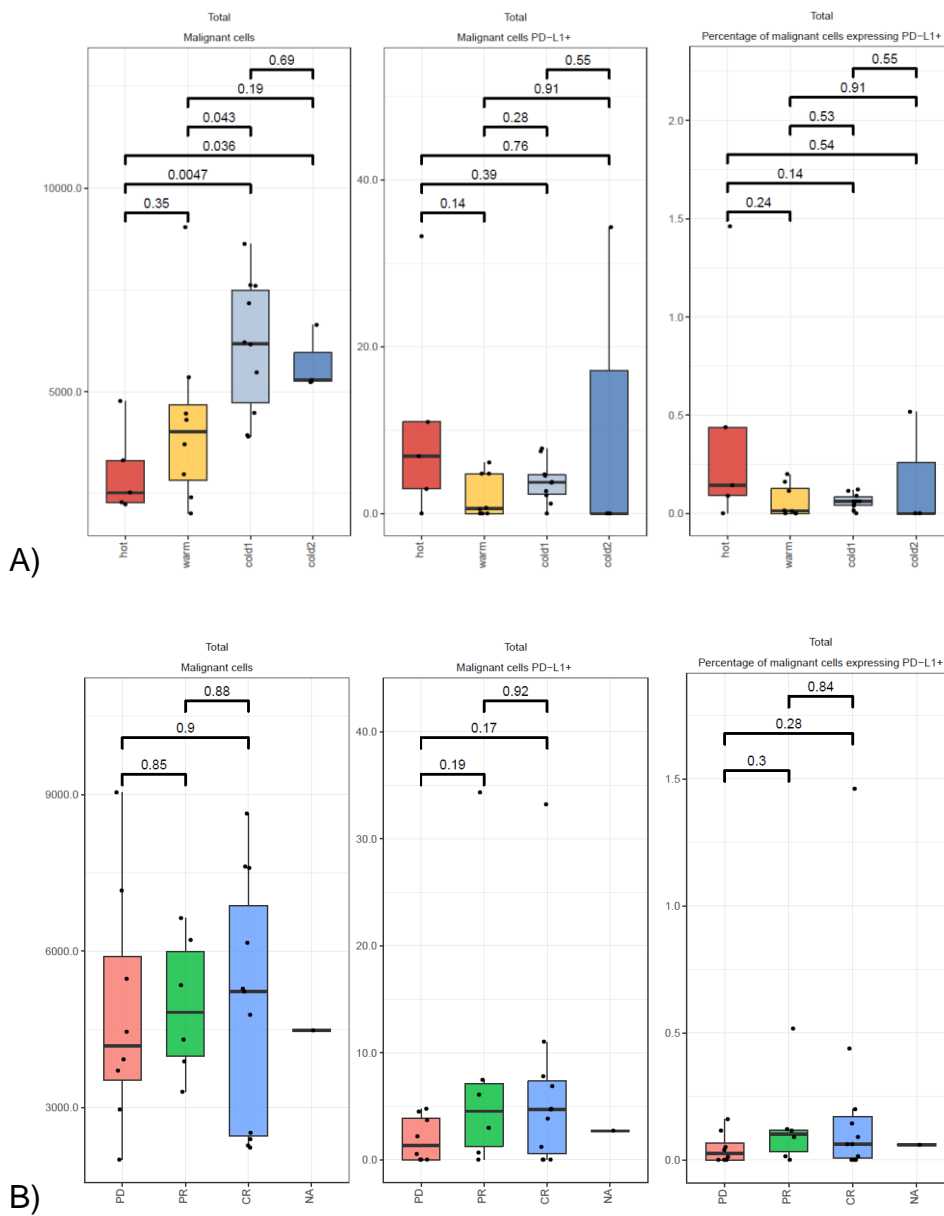 Total
Malignant cells
0.69
0.19
0.043
0.036
0.0047
0.35
10000.0
5000.0
hot
warm
cold1
cold2
Total
Malignant cells PD-L1+
0.55
0.91
0.28
0.76
0.39
0.14
40.0
20.0
0.0
hot
warm
cold1
cold2
Total
Percentage of malignant cells expressing PD-L1+
0.55
0.91
0.53
0.54
0.14
0.24
2.0
1.5
1.0
0.5
0.0
hot
warm
cold1
cold2
A)
Total
Malignant cells
0.88
0.9
0.85
9000.0
6000.0
3000.0
PD
PR
CR
NA
Total
Malignant cells PD-L1+
0.92
0.17
0.19
40.0
30.0
20.0
10.0
0.0
PD
PR
CR
NA
Total
Percentage of malignant cells expressing PD-L1+
0.84
0.28
0.3
1.5
1.0
0.5
0.0
PD
PR
CR
NA
B)